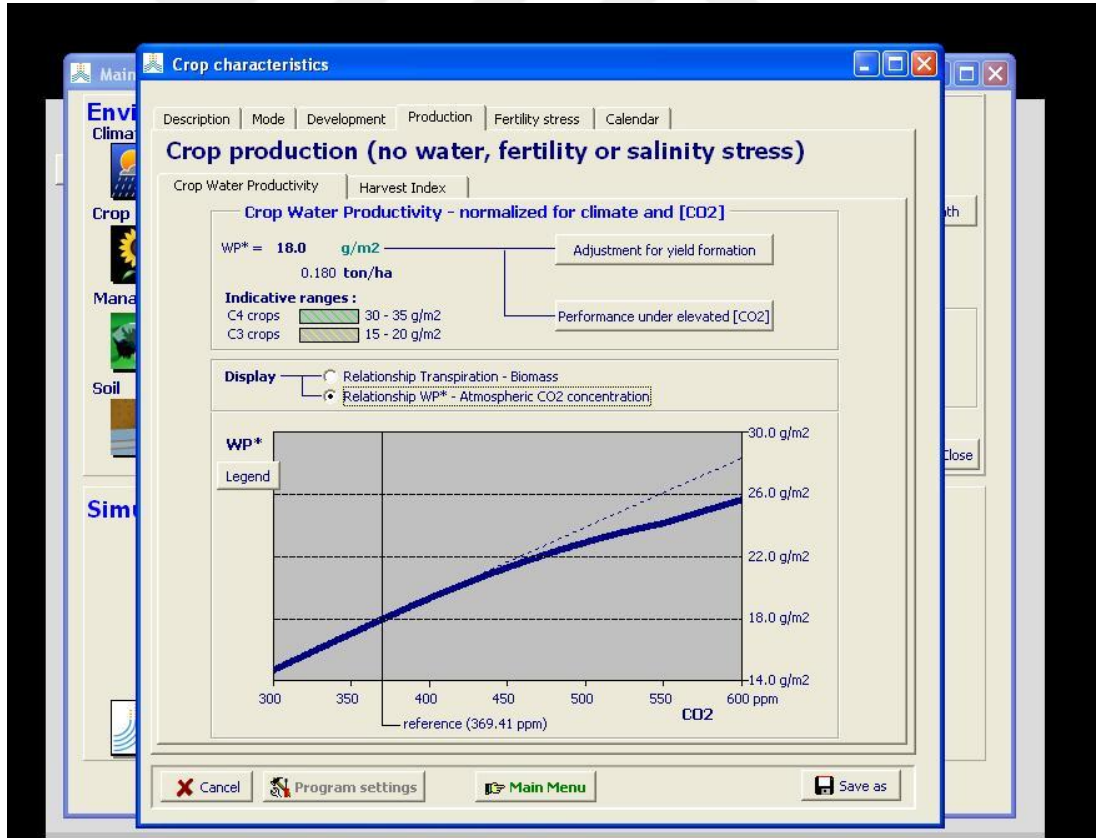 Crop characteristics
Main
Description Mode Development Production Fertility stress Calendar
Envi
Clima
Crop production (no water, fertility or salinity stress)
Crop Water Productivity Harvest Index
Crop
Crop Water Productivity - normalized for climate and [CO2]
th
WP* = 18.0 g/m2
Adjustment for yield formation
0.180 ton/ha
Mana
Indicative ranges :
C4 crops 30 - 35 g/m2
Performance under elevated [CO2]
C3 crops 15 - 20 g/m2
Soil
Display
Relationship Transpiration - Biomass
Relationship WP* - Atmospheric CO2 concentration
WP*
30.0 g/m2
Close
Legend
26.0 g/m2
Simu
22.0 g/m2
18.0 g/m2
14.0 g/m2
300 350 400 450 500 550 600 ppm
CO2
reference (369.41 ppm)
Cancel Program settings Main Menu Save as